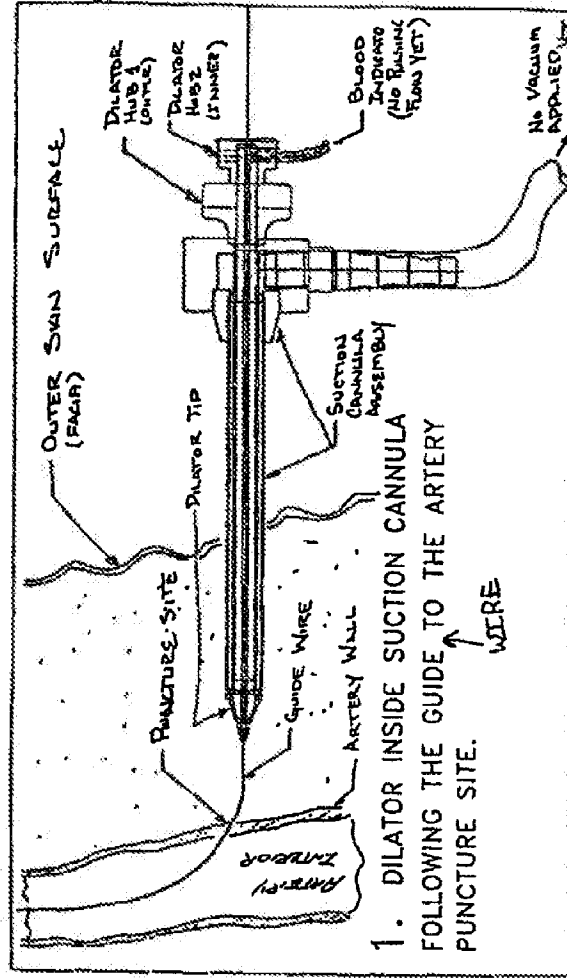 OUTER SKIN SURFACE
(FACIA)
DILATOR
HUB 1
(OUTER)
DILATOR
HUB 2
(INNER)
BLOOD
INDICATOR
(NO PULSING
FLOW YET)
NO VACUUM
APPLIED YET
DILATOR TIP
SUCTION
CANNULA
ASSEMBLY
PUNCTURE SITE
GUIDE WIRE
ARTERY WALL
ARTERY
INTERIOR
1. DILATOR INSIDE SUCTION CANNULA
FOLLOWING THE GUIDE TO THE ARTERY
WIRE
PUNCTURE SITE.